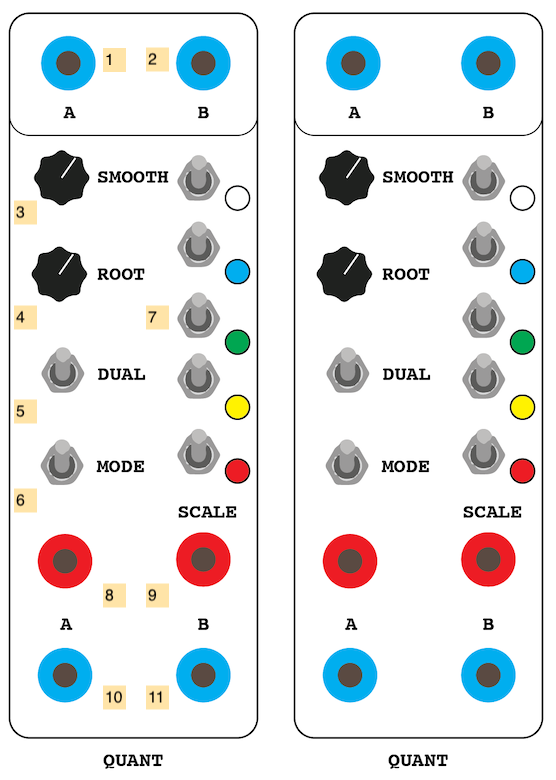 1 2
A B A B
SMOOTH SMOOTH
3
ROOT ROOT
4 7
DUAL DUAL
5
MODE MODE
6
SCALE SCALE
8 9
A B A B
10 11
QUANT QUANT